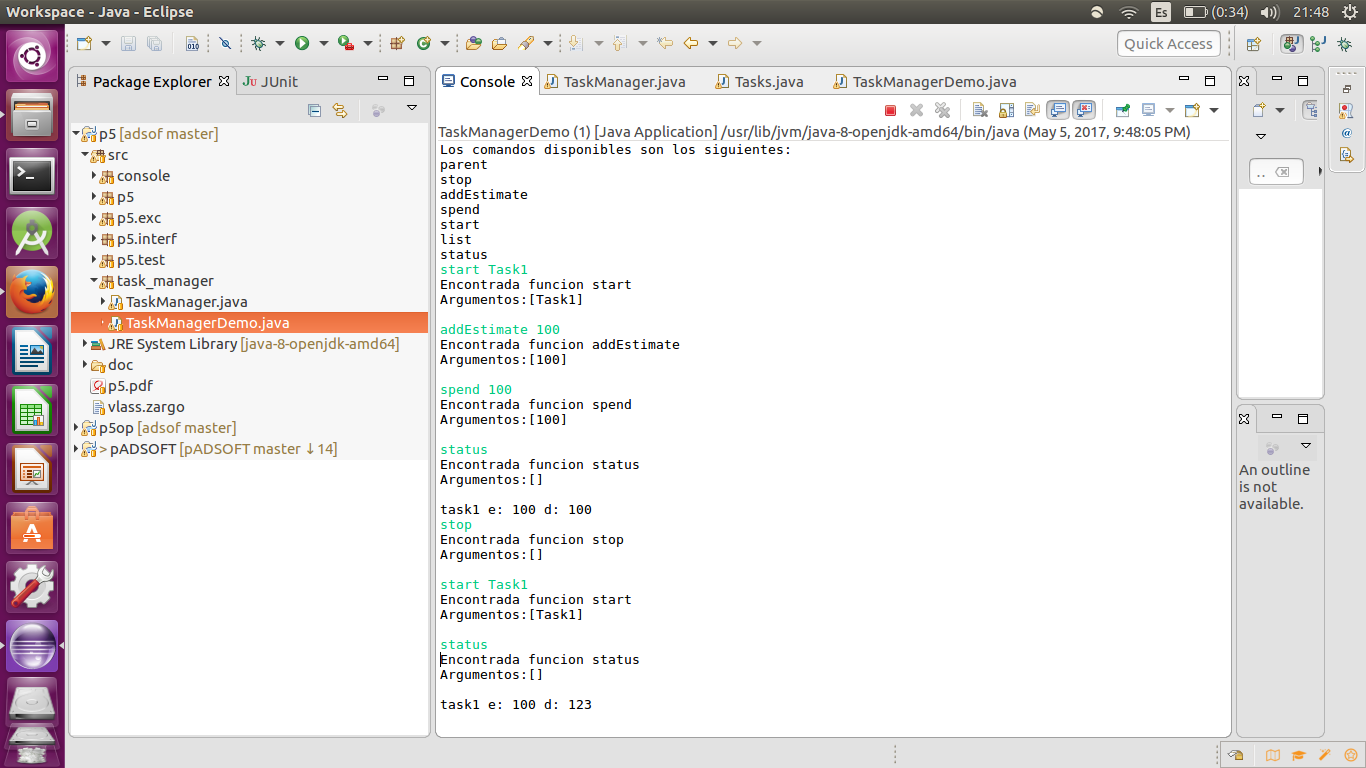 Workspace - Java - Eclipse
Es
(0:34)
21:48
Quick Access
Package Explorer
JUnit
p5 [adsof master]
src
console
p5
p5.exc
p5.interf
p5.test
task_manager
TaskManager.java
TaskManagerDemo.java
JRE System Library [java-8-openjdk-amd64]
doc
p5.pdf
vlass.zargo
p5op [adsof master]
> pADSOFT [pADSOFT master ↓14]
Console
TaskManager.java
Tasks.java
TaskManagerDemo.java
TaskManagerDemo (1) [Java Application] /usr/lib/jvm/java-8-openjdk-amd64/bin/java (May 5, 2017, 9:48:05 PM)
Los comandos disponibles son los siguientes:
parent
stop
addEstimate
spend
start
list
status
start Task1
Encontrada funcion start
Argumentos:[Task1]
addEstimate 100
Encontrada funcion addEstimate
Argumentos:[100]
spend 100
Encontrada funcion spend
Argumentos:[100]
status
Encontrada funcion status
Argumentos:[]
task1 e: 100 d: 100
stop
Encontrada funcion stop
Argumentos:[]
start Task1
Encontrada funcion start
Argumentos:[Task1]
status
Encontrada funcion status
Argumentos:[]
task1 e: 100 d: 123
..
An outline
is not
available.